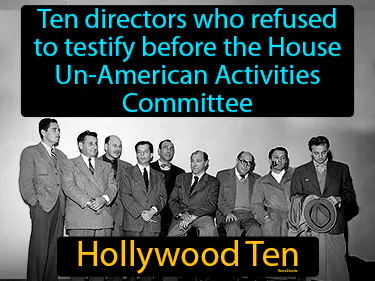 Ten directors who refused
to testify before the House
Un-American Activities
Committee
Hollywood Ten